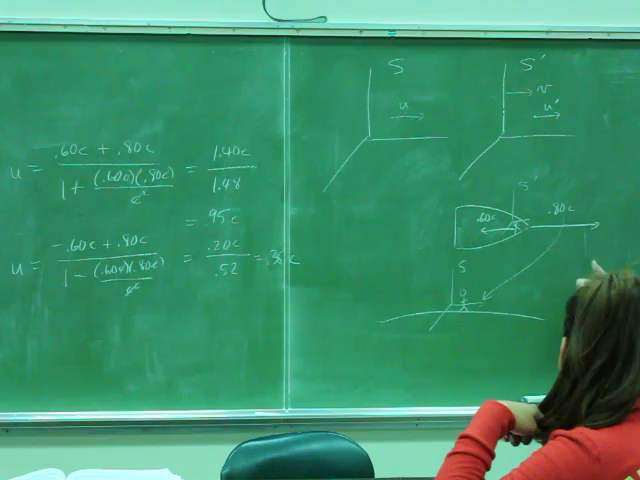 u = .60c + .80c / 1 + (.60c)(.80c)/c² = 1.40c / 1.48
= .95c
u = -.60c + .80c / 1 - (.60c)(.80c)/c² = .20c / .52 =
S
S'
v
u
u'
S'
.60c
.80c
S